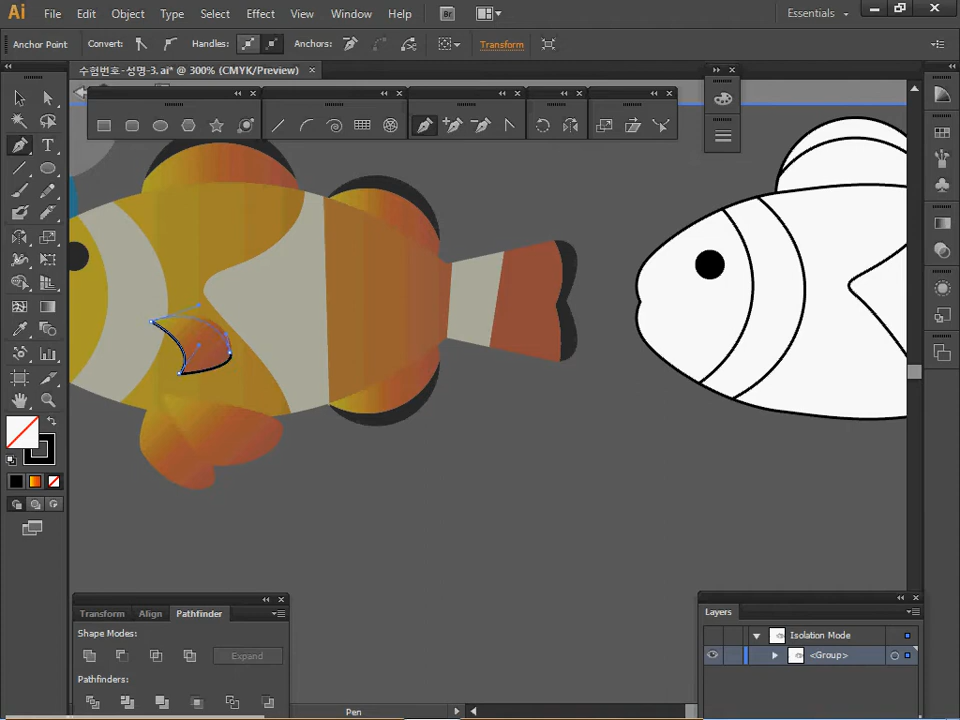 Ai File Edit Object Type Select Effect View Window Help Br Essentials
Anchor Point Convert: Handles: Anchors: Transform
수험번호-성명-3.ai* @ 300% (CMYK/Preview)
Transform Align Pathfinder
Shape Modes:
Expand
Pathfinders:
Layers
Isolation Mode
<Group>
Pen